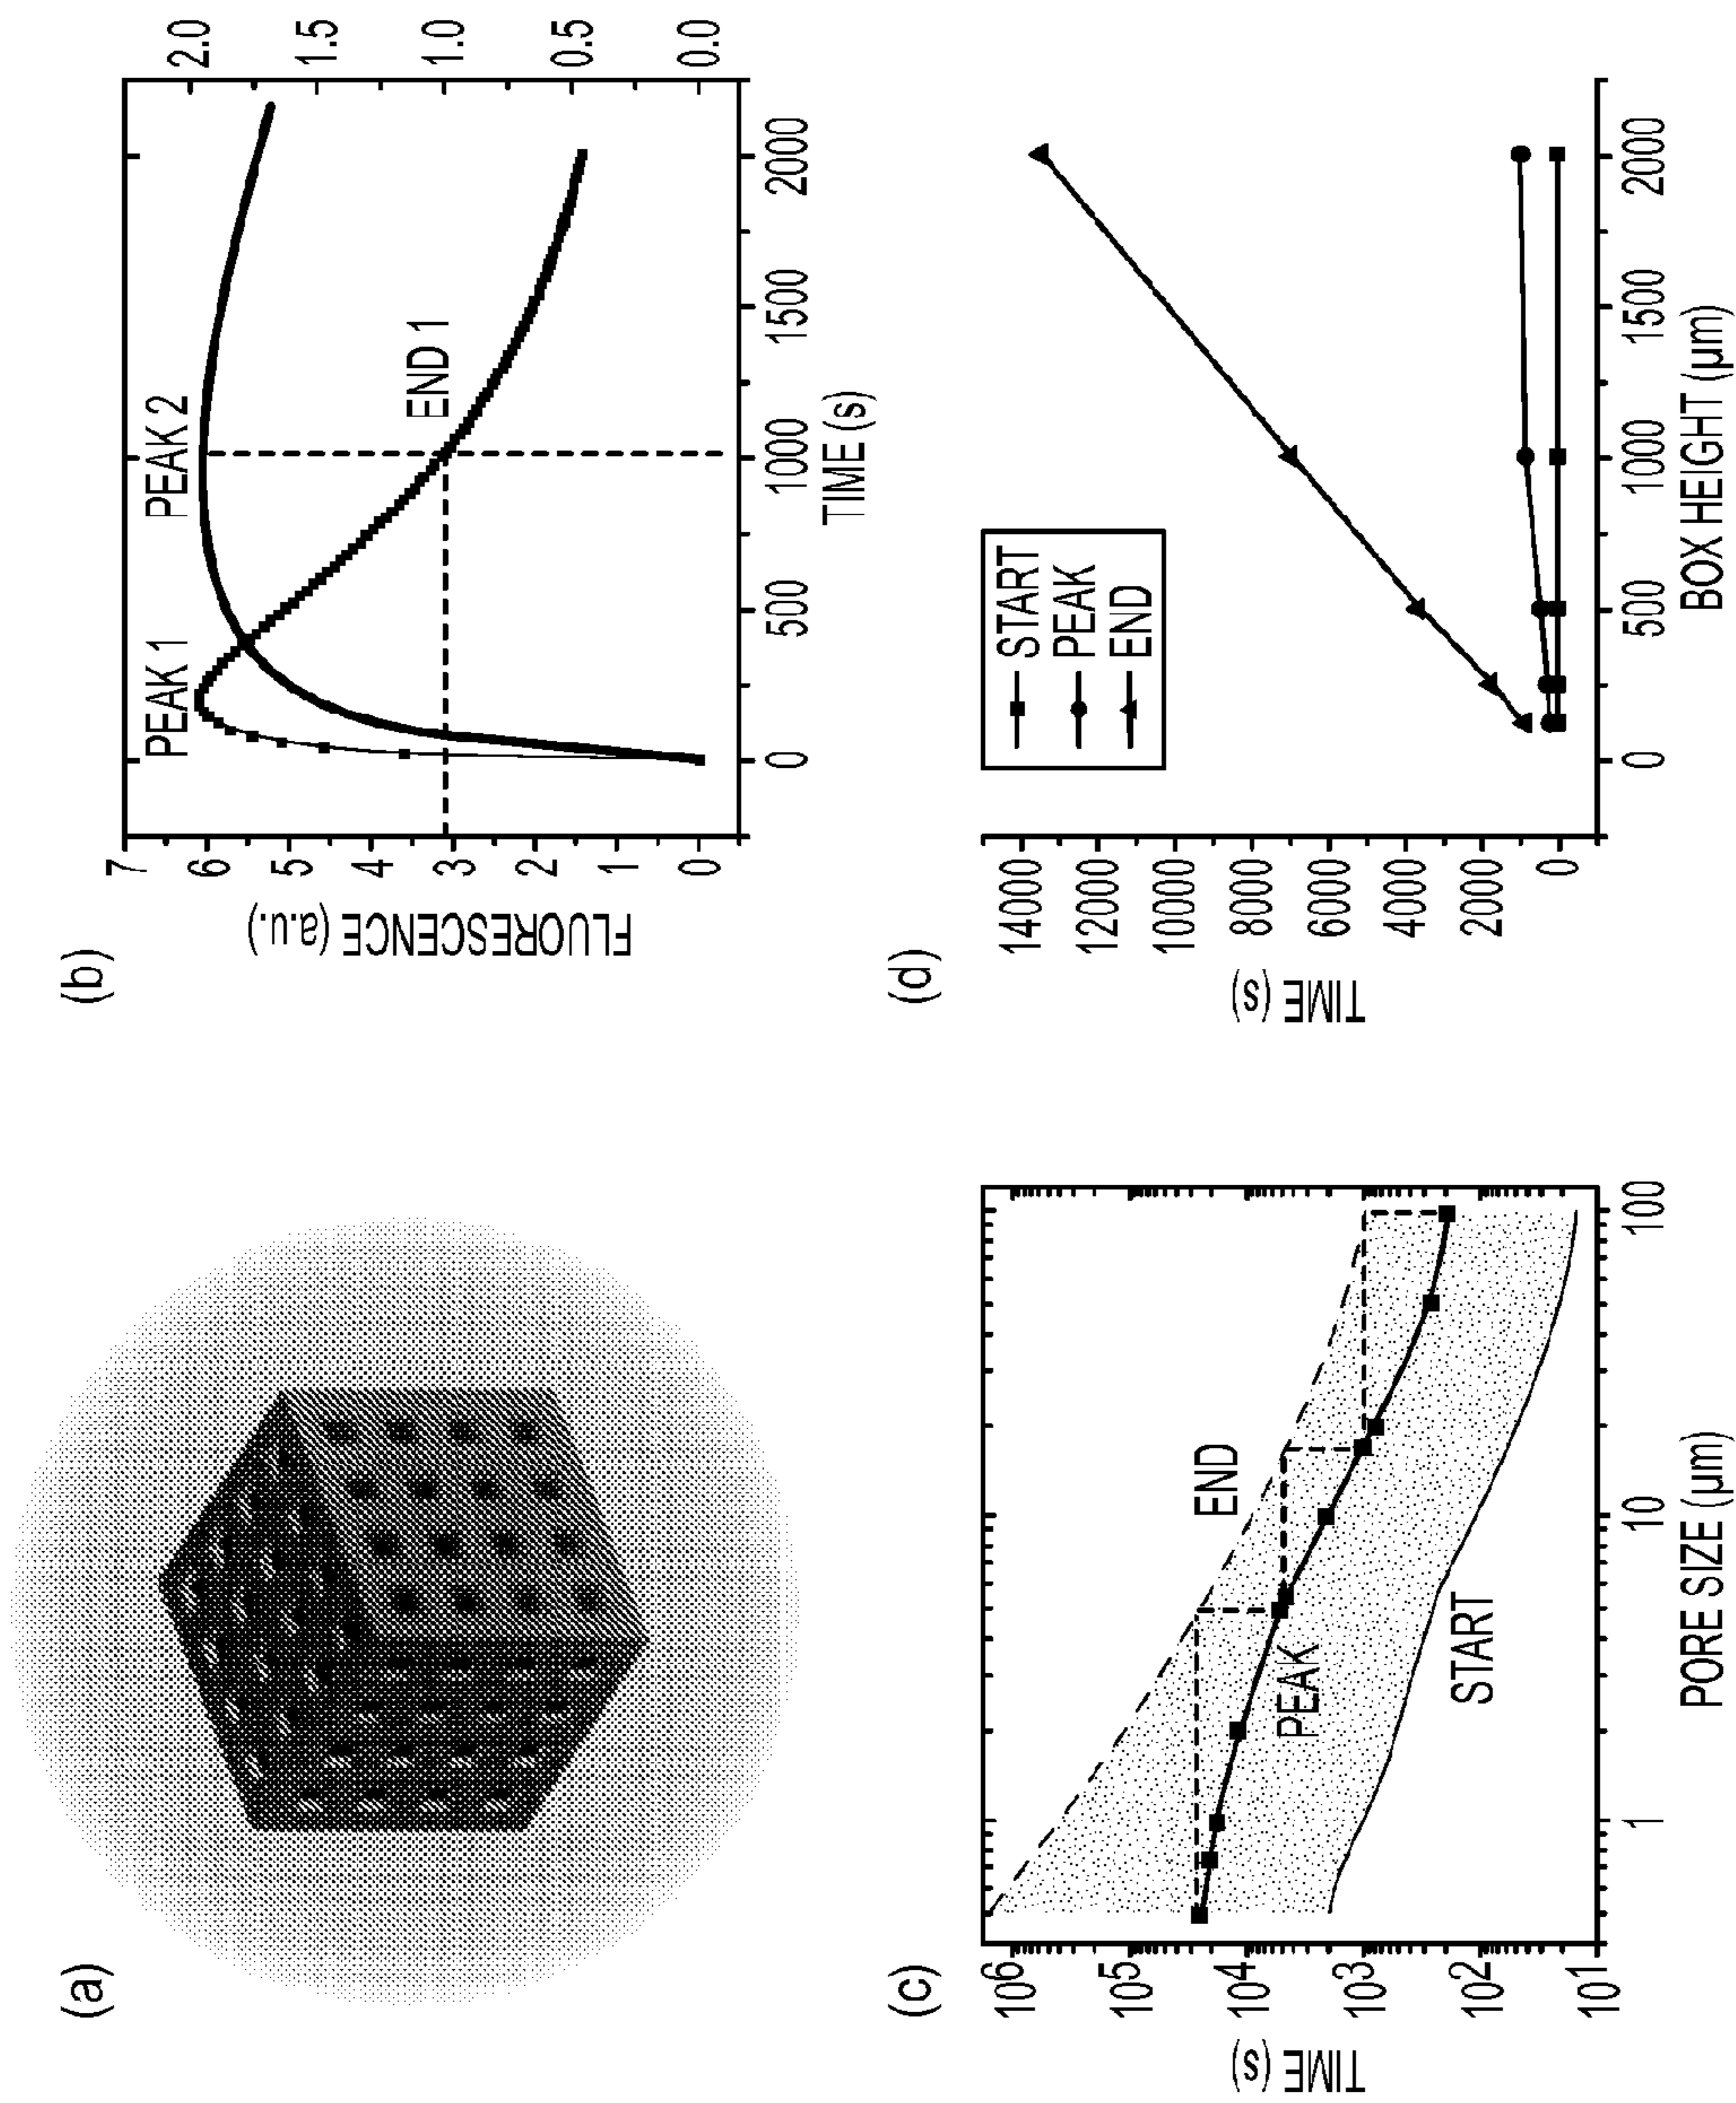 (a)
(b)
FLUORESCENCE (a.u.)
7
6
5
4
3
2
1
0
2.0
1.5
1.0
0.5
0.0
PEAK 1
PEAK 2
END 1
0
500
1000
1500
2000
TIME (s)
(c)
TIME (s)
10⁶
10⁵
10⁴
10³
10²
10¹
END
PEAK
START
1
10
100
PORE SIZE (µm)
(d)
TIME (s)
14000
12000
10000
8000
6000
4000
2000
0
START
PEAK
END
0
500
1000
1500
2000
BOX HEIGHT (µm)